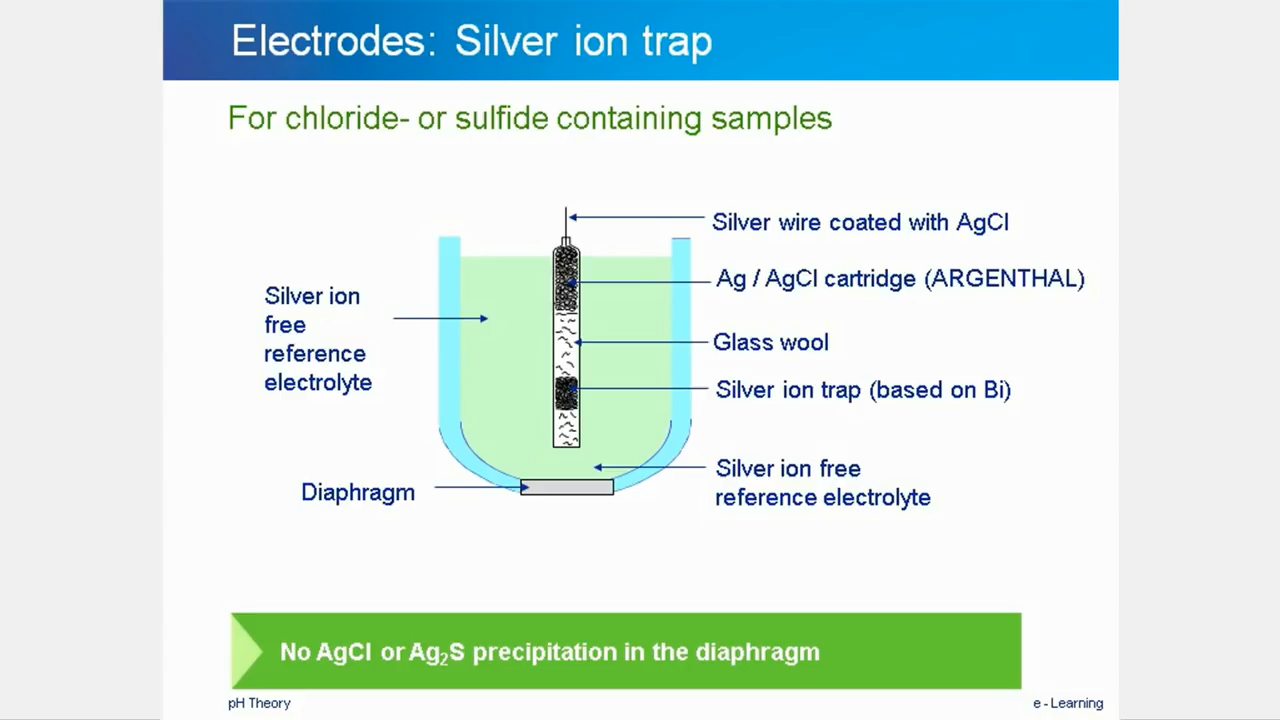 Electrodes: Silver ion trap
For chloride- or sulfide containing samples
Silver wire coated with AgCl
Ag / AgCl cartridge (ARGENTHAL)
Silver ion
free
reference
electrolyte
Glass wool
Silver ion trap (based on Bi)
Silver ion free
reference electrolyte
Diaphragm
No AgCl or Ag₂S precipitation in the diaphragm
pH Theory
e - Learning